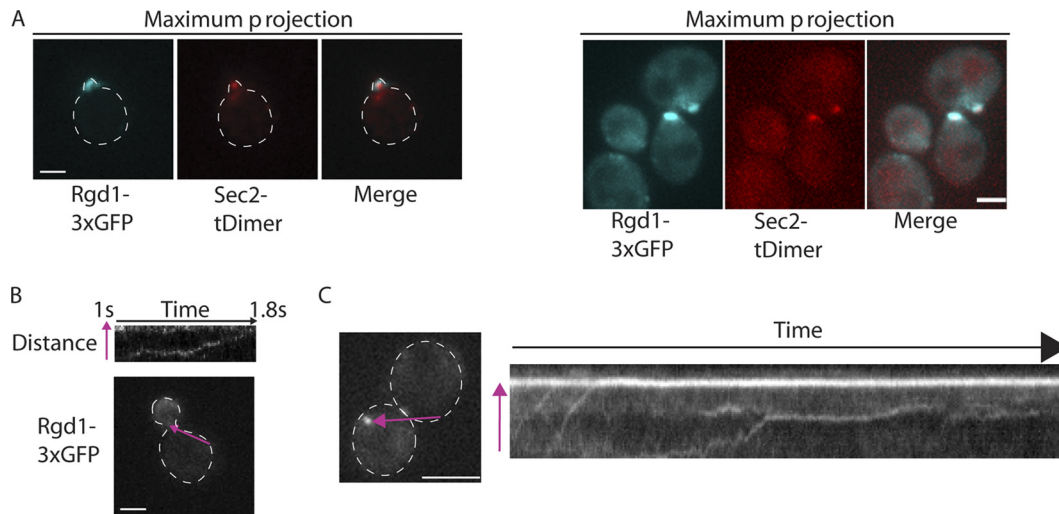 A
Maximum p rojection
Maximum p rojection
Rgd1-
3xGFP
Sec2-
tDimer
Merge
Rgd1-
3xGFP
Sec2-
tDimer
Merge
B
1s
Time
1.8s
Distance
Rgd1-
3xGFP
C
Time